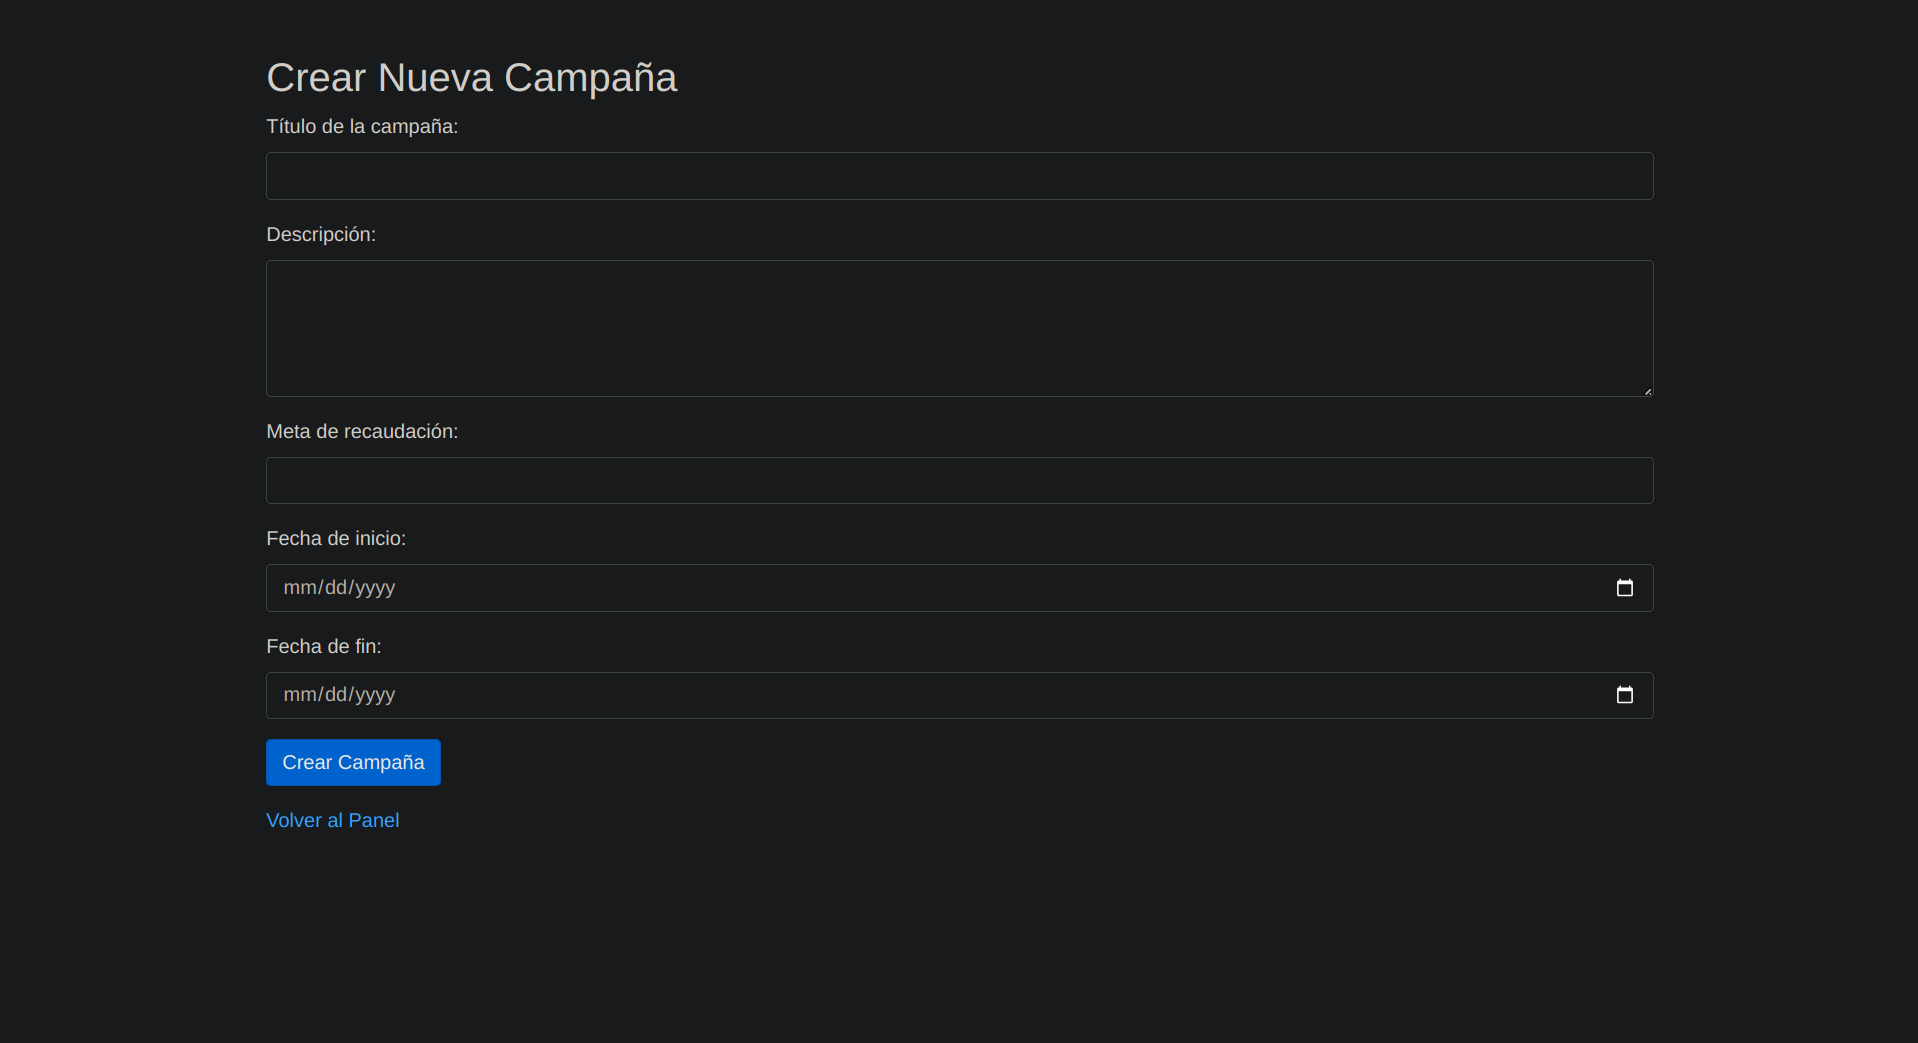 Crear Nueva Campaña
Título de la campaña:
Descripción:
Meta de recaudación:
Fecha de inicio:
mm/dd/yyyy
Fecha de fin:
mm/dd/yyyy
Crear Campaña
Volver al Panel